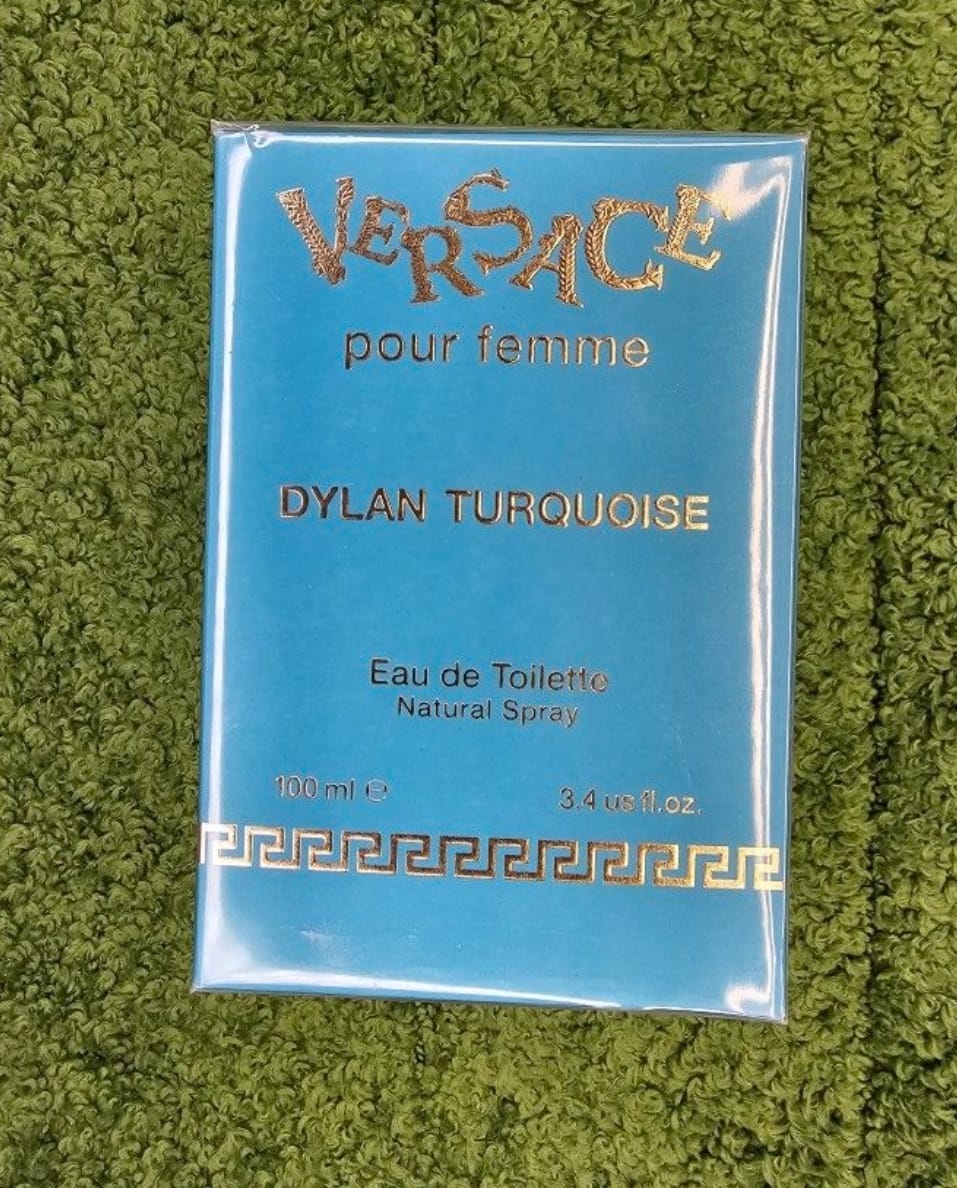 VERSACE
pour femme
DYLAN TURQUOISE
Eau de Toilette
Natural Spray
100 ml ℮
3.4 us fl.oz.